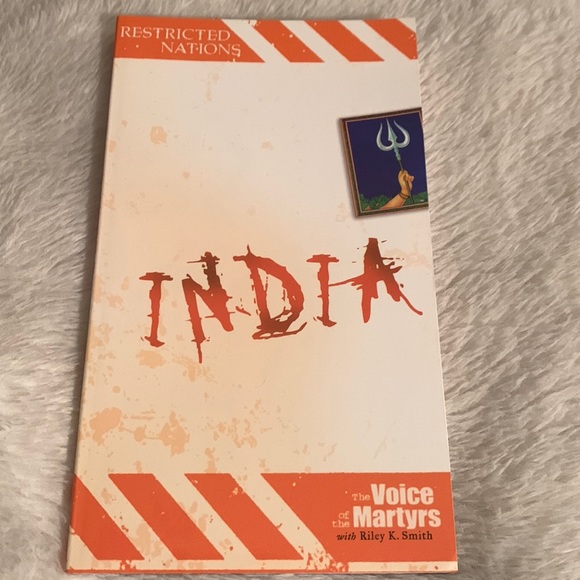 RESTRICTED
NATIONS
INDIA
The Voice
of the Martyrs
with Riley K. Smith